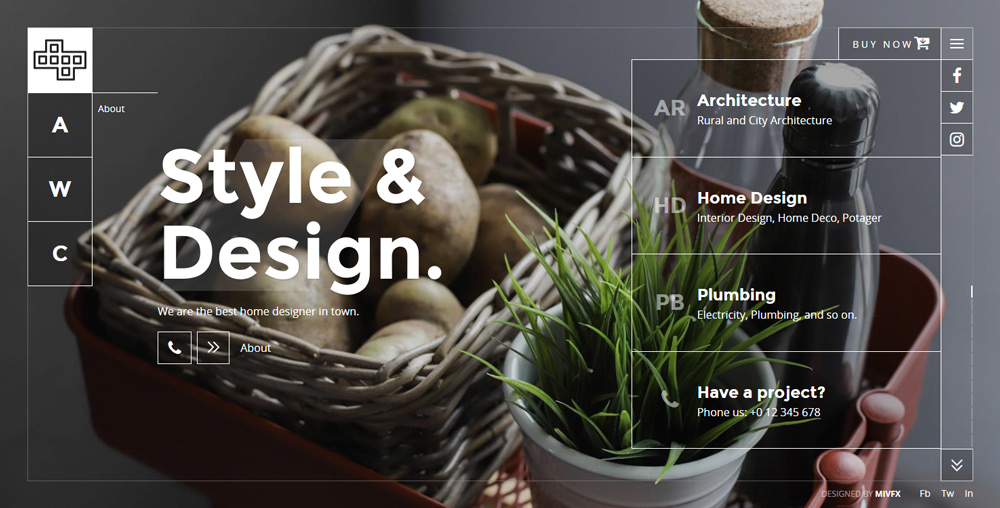 BUY NOW
About
A
W
C
Style &
Design.
We are the best home designer in town.
About
AR
Architecture
Rural and City Architecture
HD
Home Design
Interior Design, Home Deco, Potager
PB
Plumbing
Electricity, Plumbing, and so on.
Have a project?
Phone us: +0 12 345 678
DESIGNED BY MIVFX
Fb Tw In